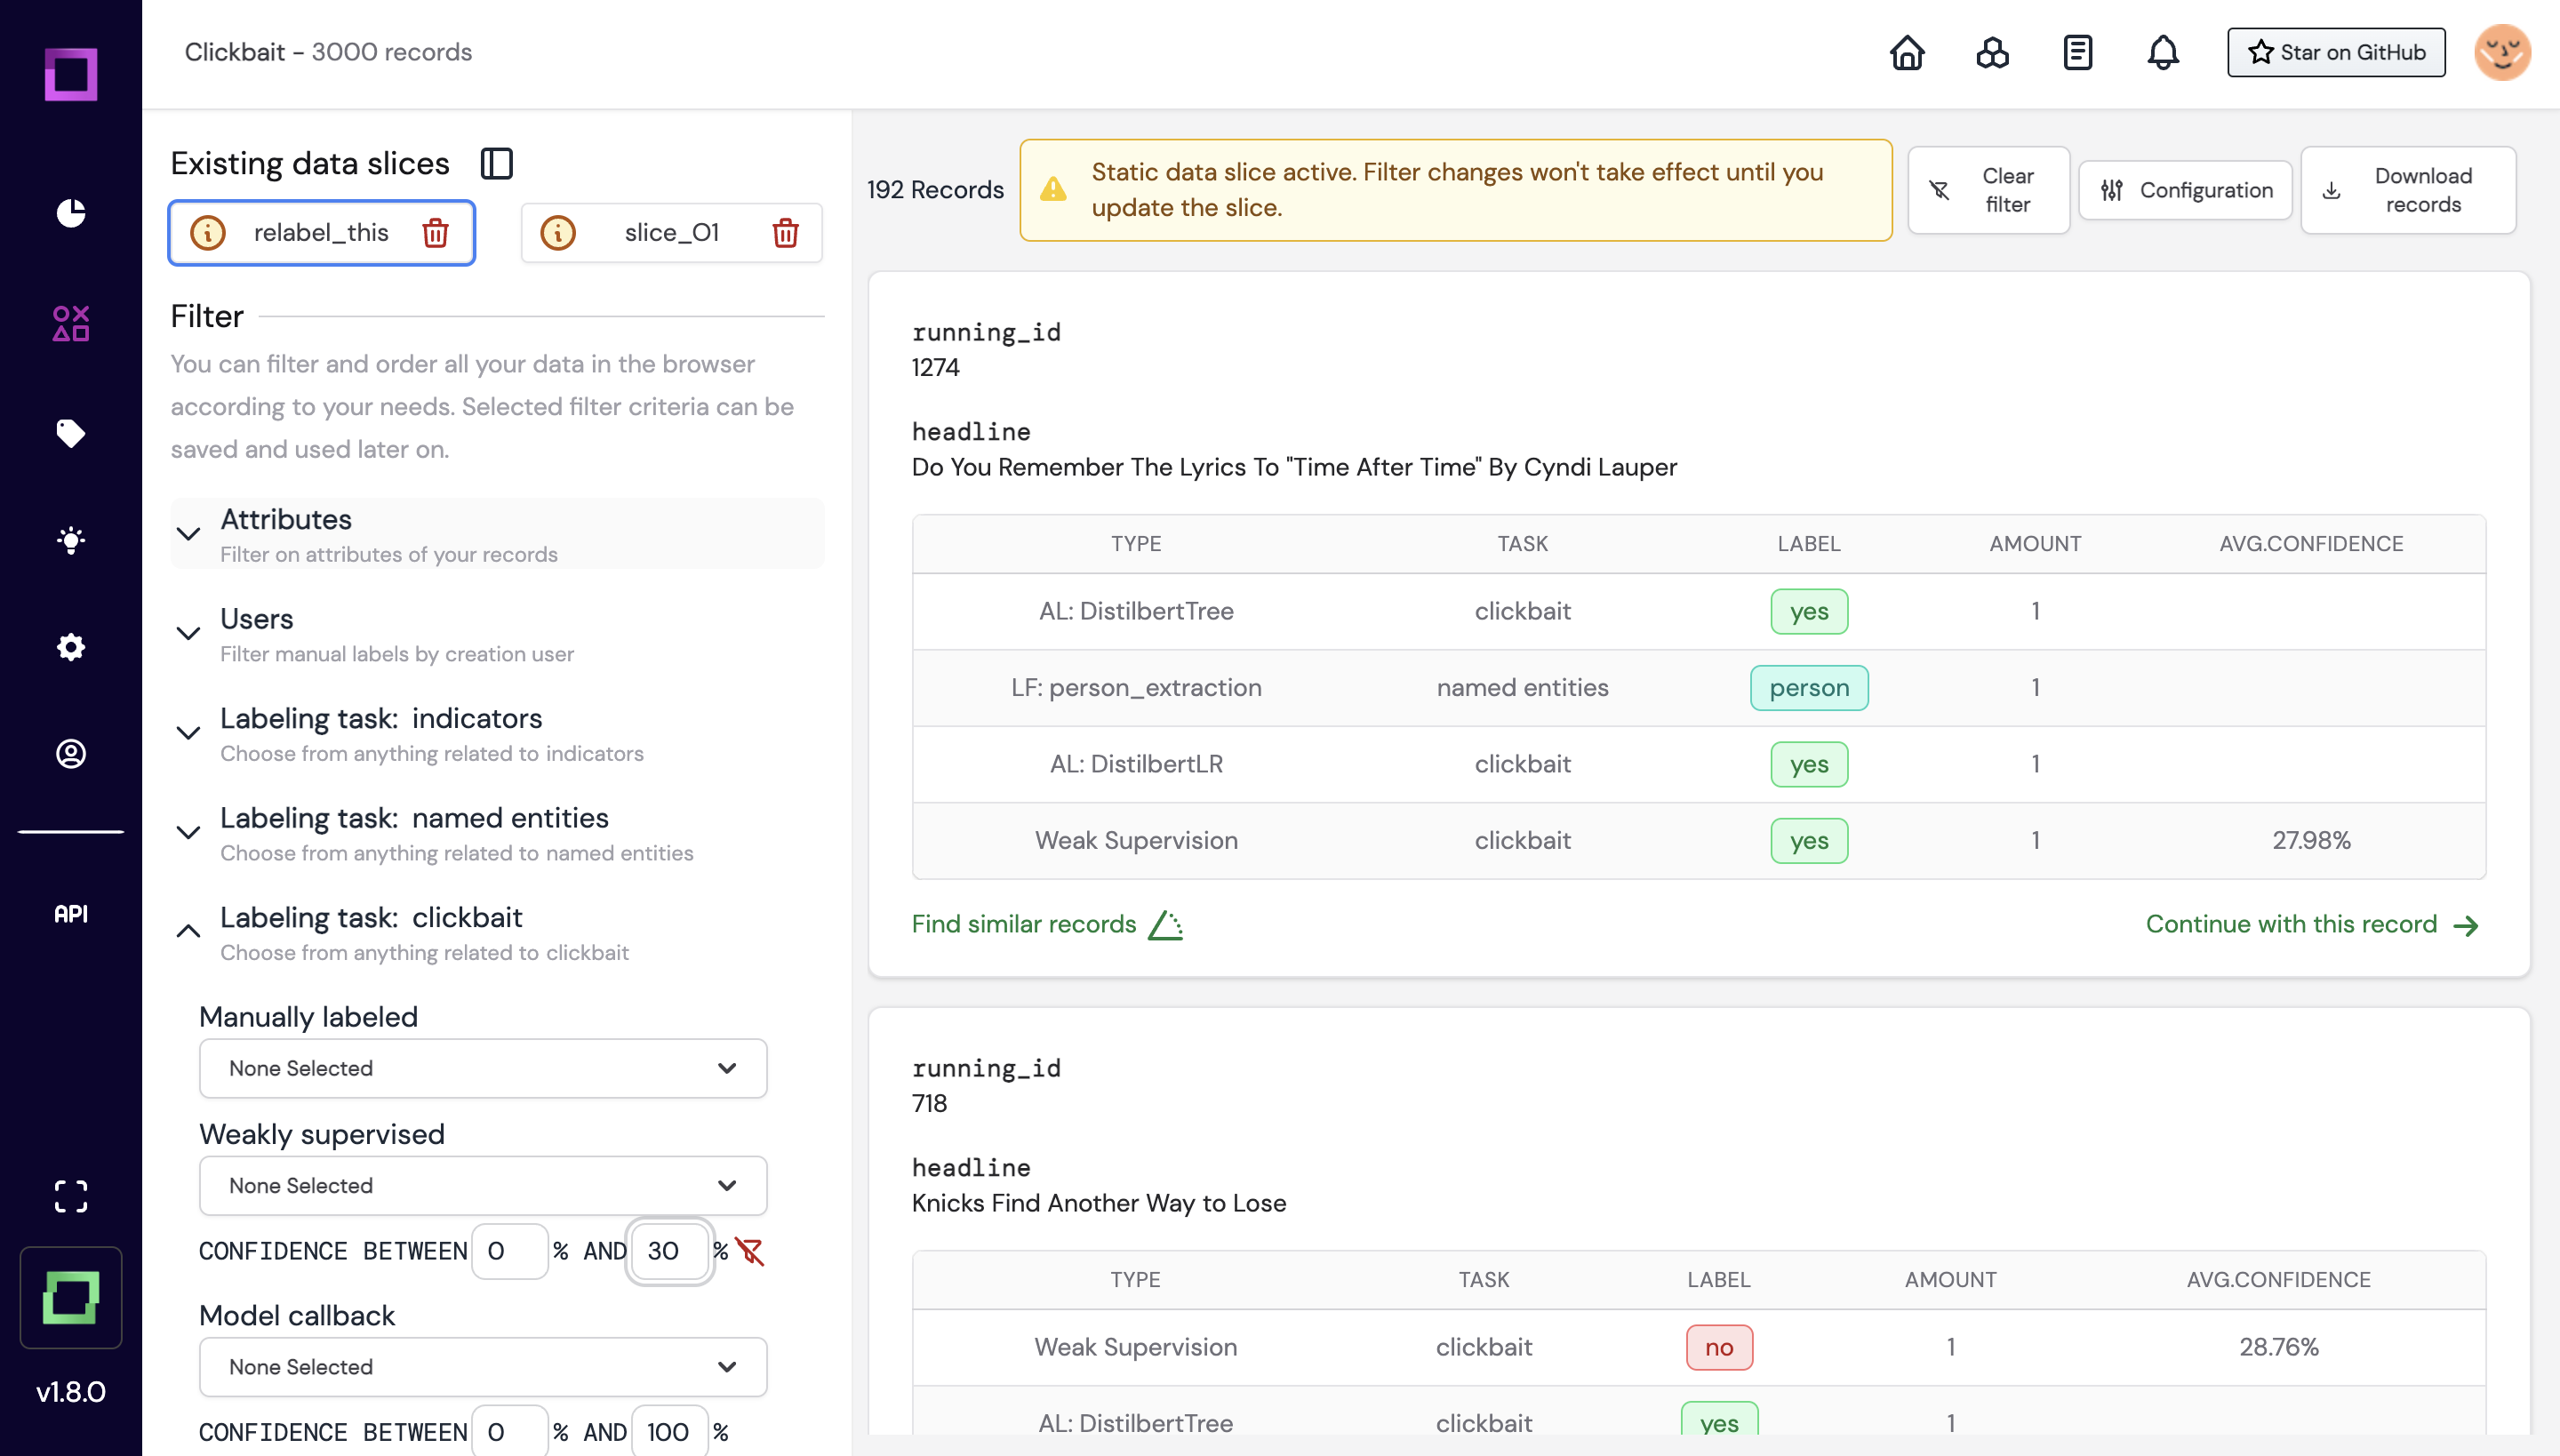 Clickbait - 3000 records
Star on GitHub
Existing data slices
relabel_this
slice_01
Filter
You can filter and order all your data in the browser
according to your needs. Selected filter criteria can be
saved and used later on.
Attributes
Filter on attributes of your records
Users
Filter manual labels by creation user
Labeling task: indicators
Choose from anything related to indicators
Labeling task: named entities
Choose from anything related to named entities
Labeling task: clickbait
Choose from anything related to clickbait
Manually labeled
None Selected
Weakly supervised
None Selected
CONFIDENCE BETWEEN 0 % AND 30 %
Model callback
None Selected
CONFIDENCE BETWEEN 0 % AND 100 %
API
v1.8.0
192 Records
Static data slice active. Filter changes won't take effect until you
update the slice.
Clear
filter
Configuration
Download
records
running_id
1274
headline
Do You Remember The Lyrics To "Time After Time" By Cyndi Lauper
TYPE TASK LABEL AMOUNT AVG.CONFIDENCE
AL: DistilbertTree clickbait yes 1
LF: person_extraction named entities person 1
AL: DistilbertLR clickbait yes 1
Weak Supervision clickbait yes 1 27.98%
Find similar records
Continue with this record
running_id
718
headline
Knicks Find Another Way to Lose
TYPE TASK LABEL AMOUNT AVG.CONFIDENCE
Weak Supervision clickbait no 1 28.76%
AL: DistilbertTree clickbait yes 1